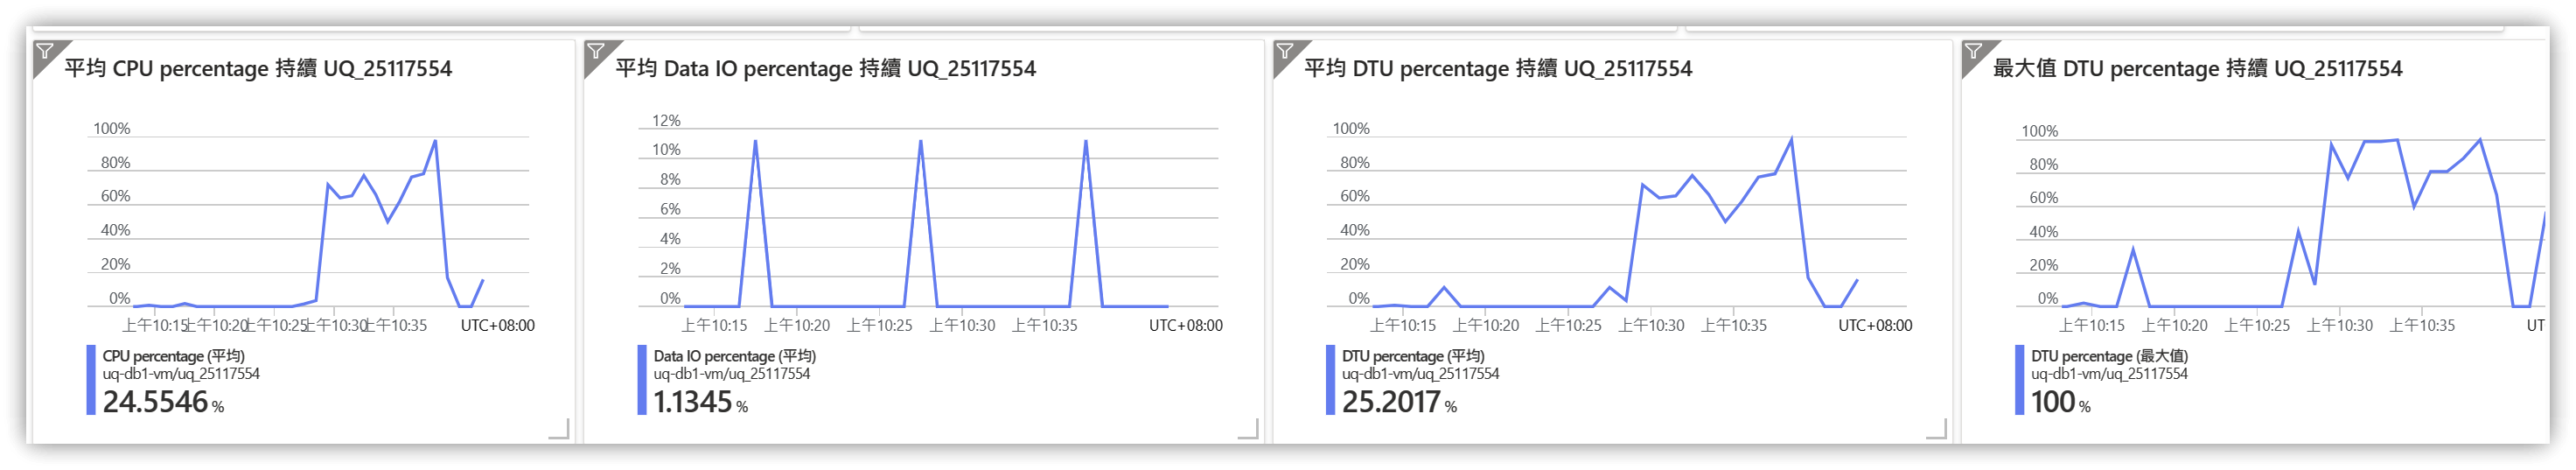 平均 CPU percentage 持續 UQ_25117554
100%
80%
60%
40%
20%
0%
上午10:15 上午10:20 上午10:25 上午10:30 上午10:35 UTC+08:00
CPU percentage (平均)
uq-db1-vm/uq_25117554
24.5546 %
平均 Data IO percentage 持續 UQ_25117554
12%
10%
8%
6%
4%
2%
0%
上午10:15 上午10:20 上午10:25 上午10:30 上午10:35 UTC+08:00
Data IO percentage (平均)
uq-db1-vm/uq_25117554
1.1345 %
平均 DTU percentage 持續 UQ_25117554
100%
80%
60%
40%
20%
0%
上午10:15 上午10:20 上午10:25 上午10:30 上午10:35 UTC+08:00
DTU percentage (平均)
uq-db1-vm/uq_25117554
25.2017 %
最大值 DTU percentage 持續 UQ_25117554
100%
80%
60%
40%
20%
0%
上午10:15 上午10:20 上午10:25 上午10:30 上午10:35 UT
DTU percentage (最大值)
uq-db1-vm/uq_25117554
100 %